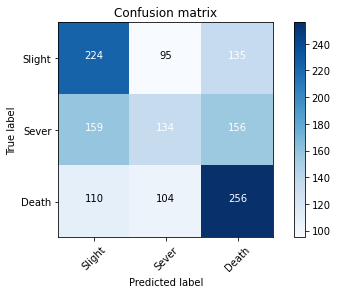 Confusion matrix
Slight 224 95 135
Sever 159 134 156
Death 110 104 256
Slight Sever Death
True label
Predicted label
240
220
200
180
160
140
120
100